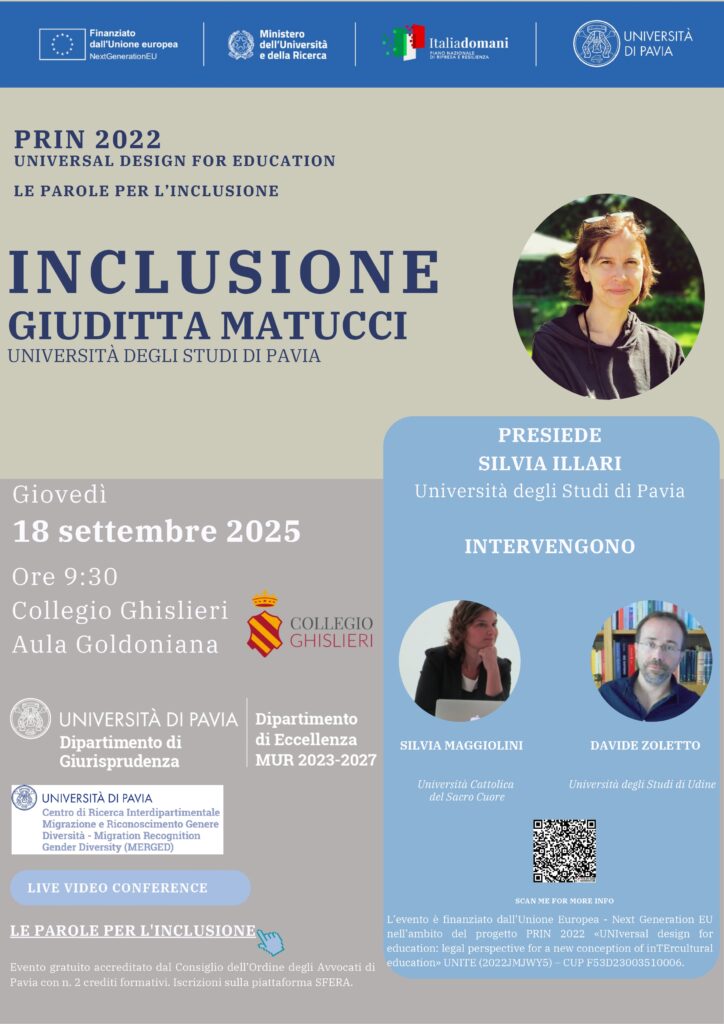 Finanziato
dall'Unione europea
NextGenerationEU
Ministero
dell'Università
e della Ricerca
Italiadomani
PIANO NAZIONALE
DI RIPRESA E RESILIENZA
UNIVERSITÀ
DI PAVIA
PRIN 2022
UNIVERSAL DESIGN FOR EDUCATION
LE PAROLE PER L'INCLUSIONE
INCLUSIONE
GIUDITTA MATUCCI
UNIVERSITÀ DEGLI STUDI DI PAVIA
PRESIEDE
SILVIA ILLARI
Università degli Studi di Pavia
INTERVENGONO
SILVIA MAGGIOLINI
Università Cattolica
del Sacro Cuore
DAVIDE ZOLETTO
Università degli Studi di Udine
SCAN ME FOR MORE INFO
L'evento è finanziato dall'Unione Europea - Next Generation EU
nell'ambito del progetto PRIN 2022 «UNIversal design for
education: legal perspective for a new conception of inTErcultural
education» UNITE (2022JMJWY5) – CUP F53D23003510006.
Giovedì
18 settembre 2025
Ore 9:30
Collegio Ghislieri
Aula Goldoniana
COLLEGIO
GHISLIERI
UNIVERSITÀ DI PAVIA
Dipartimento di
Giurisprudenza
Dipartimento
di Eccellenza
MUR 2023-2027
UNIVERSITÀ DI PAVIA
Centro di Ricerca Interdipartimentale
Migrazione e Riconoscimento Genere
Diversità - Migration Recognition
Gender Diversity (MERGED)
LIVE VIDEO CONFERENCE
LE PAROLE PER L'INCLUSIONE
Evento gratuito accreditato dal Consiglio dell'Ordine degli Avvocati di
Pavia con n. 2 crediti formativi. Iscrizioni sulla piattaforma SFERA.